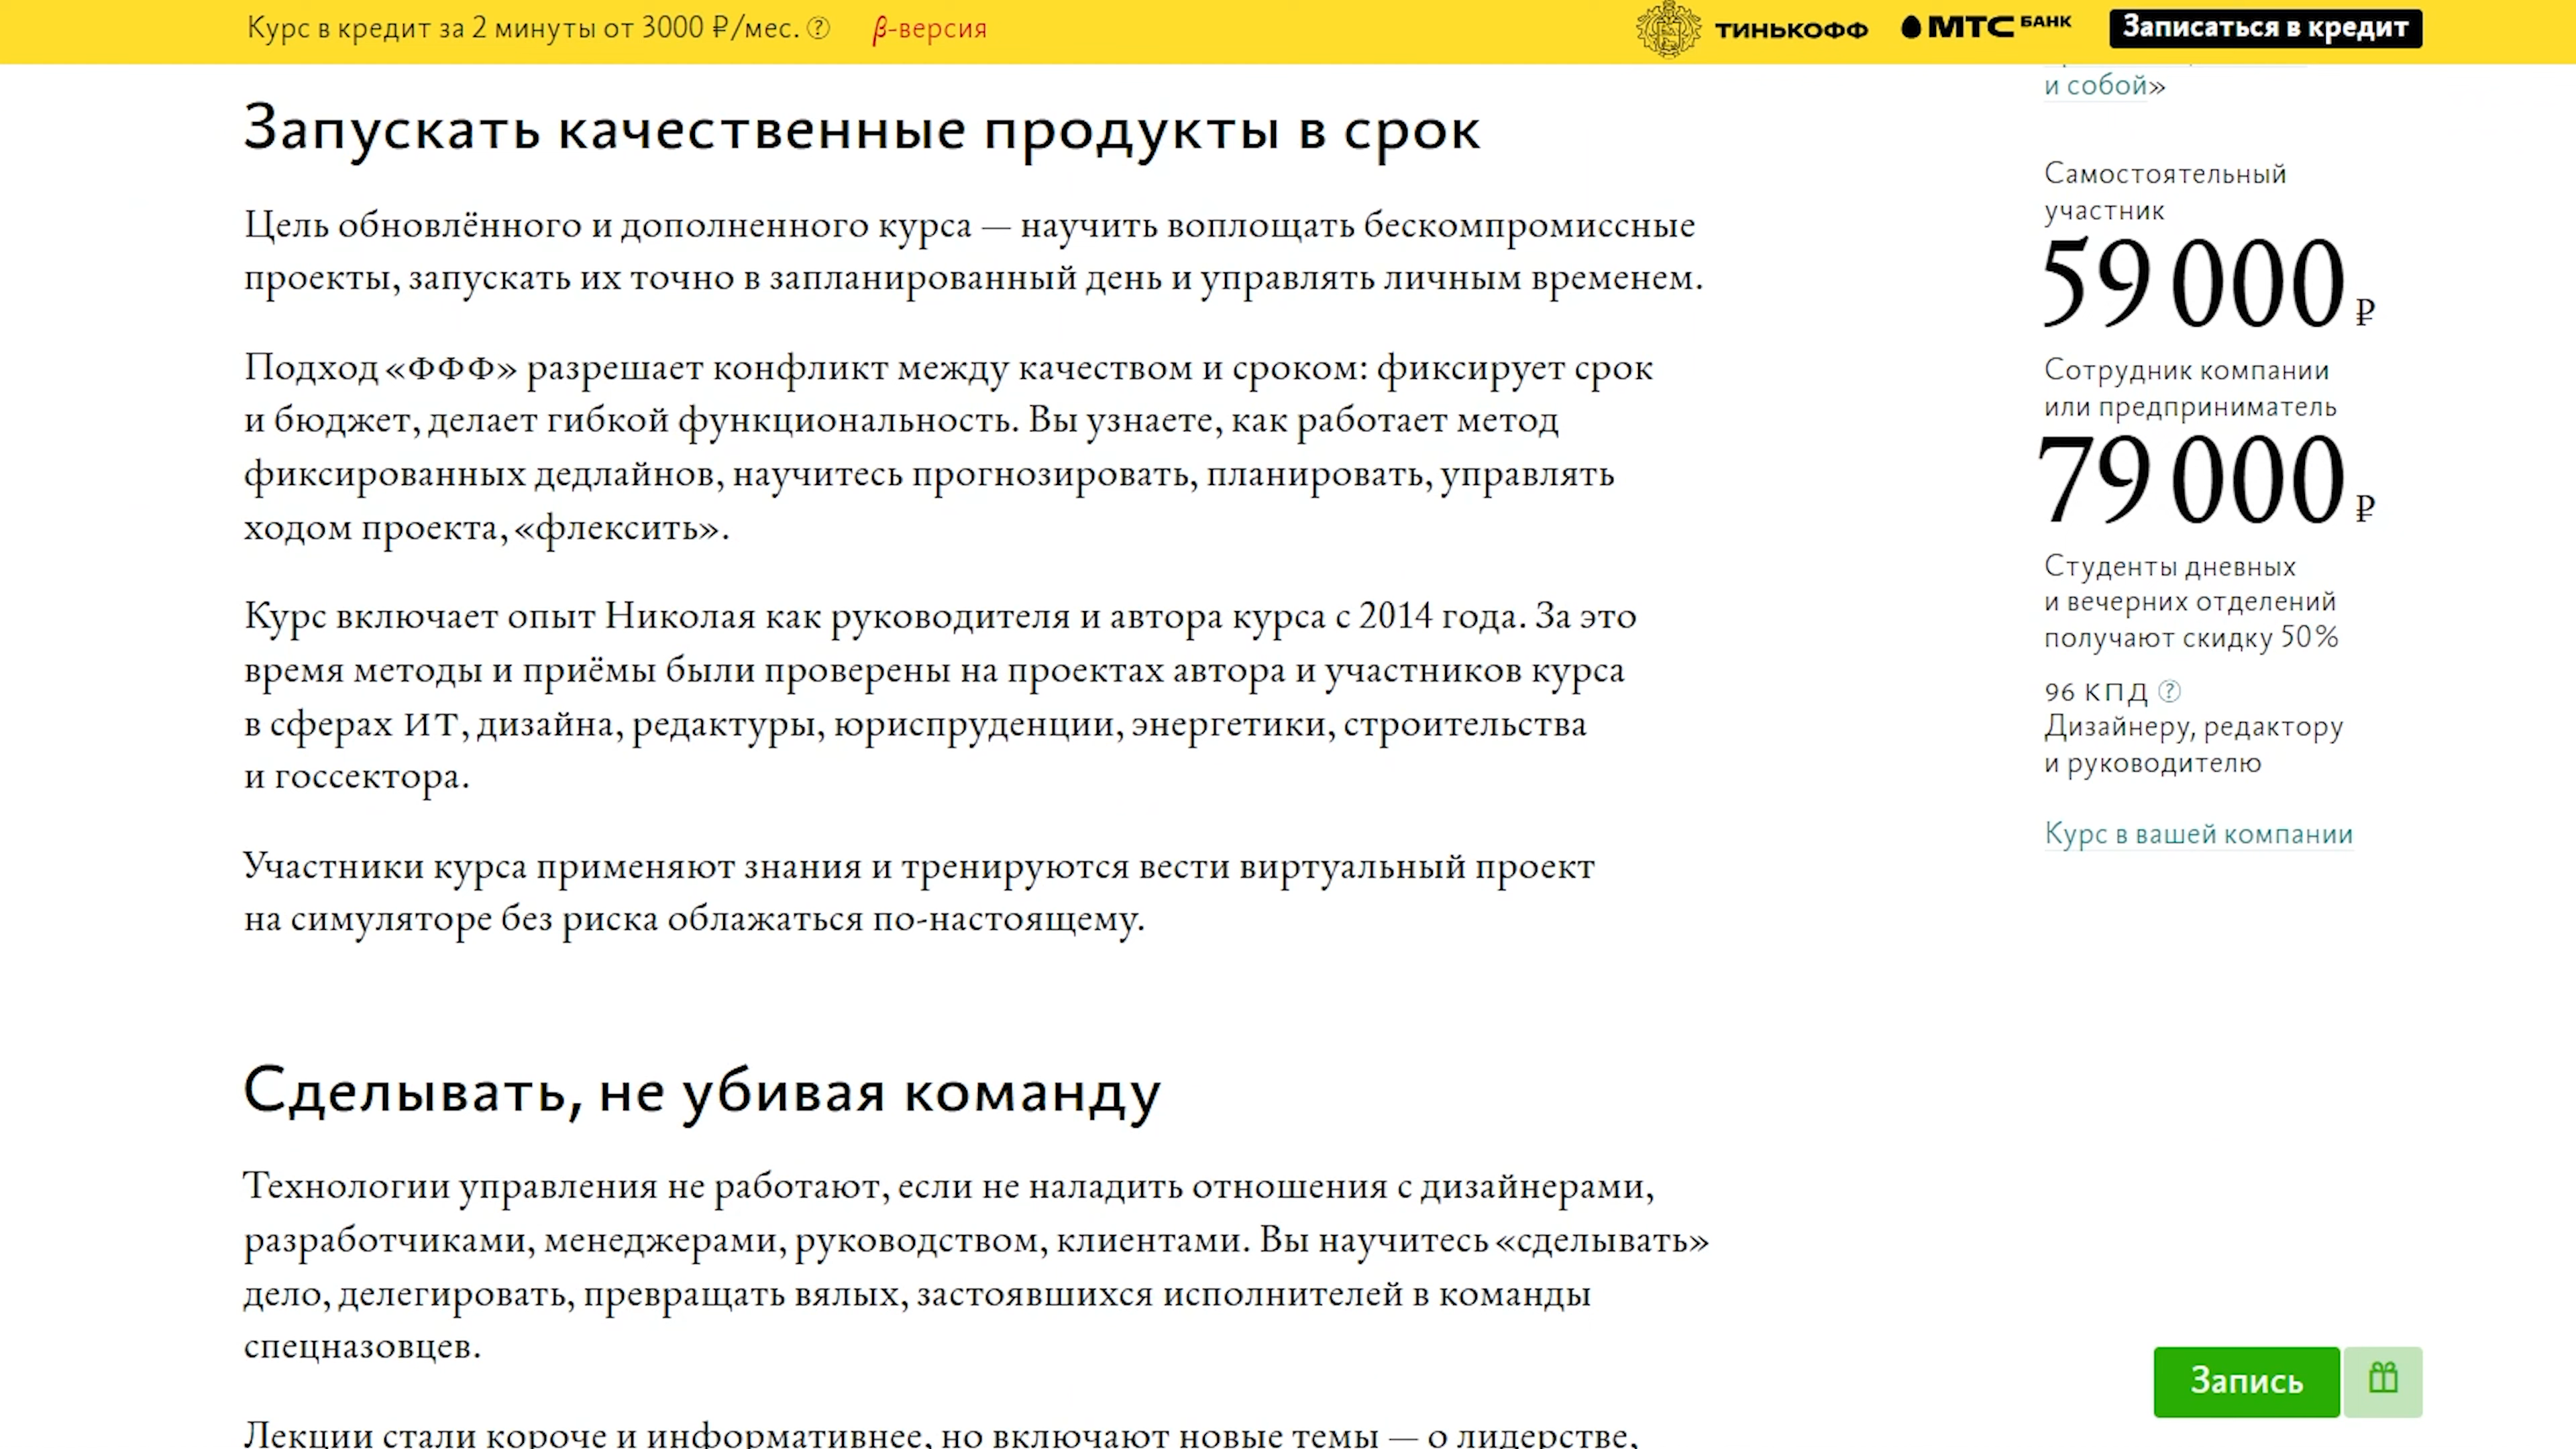 Курс в кредит за 2 минуты от 3000 ₽/мес. ? β-версия
ТИНЬКОФФ МТС БАНК Записаться в кредит
Запускать качественные продукты в срок
Цель обновлённого и дополненного курса — научить воплощать бескомпромиссные
проекты, запускать их точно в запланированный день и управлять личным временем.
Подход «ФФФ» разрешает конфликт между качеством и сроком: фиксирует срок
и бюджет, делает гибкой функциональность. Вы узнаете, как работает метод
фиксированных дедлайнов, научитесь прогнозировать, планировать, управлять
ходом проекта, «флексить».
Курс включает опыт Николая как руководителя и автора курса с 2014 года. За это
время методы и приёмы были проверены на проектах автора и участников курса
в сферах ИТ, дизайна, редактуры, юриспруденции, энергетики, строительства
и госсектора.
Участники курса применяют знания и тренируются вести виртуальный проект
на симуляторе без риска облажаться по-настоящему.
Сделывать, не убивая команду
Технологии управления не работают, если не наладить отношения с дизайнерами,
разработчиками, менеджерами, руководством, клиентами. Вы научитесь «сделывать»
дело, делегировать, превращать вялых, застоявшихся исполнителей в команды
спецназовцев.
Лекции стали короче и информативнее, но включают новые темы — о лидерстве,
и собой»
Самостоятельный
участник
59 000 ₽
Сотрудник компании
или предприниматель
79 000 ₽
Студенты дневных
и вечерних отделений
получают скидку 50%
96 КПД ?
Дизайнеру, редактору
и руководителю
Курс в вашей компании
Запись